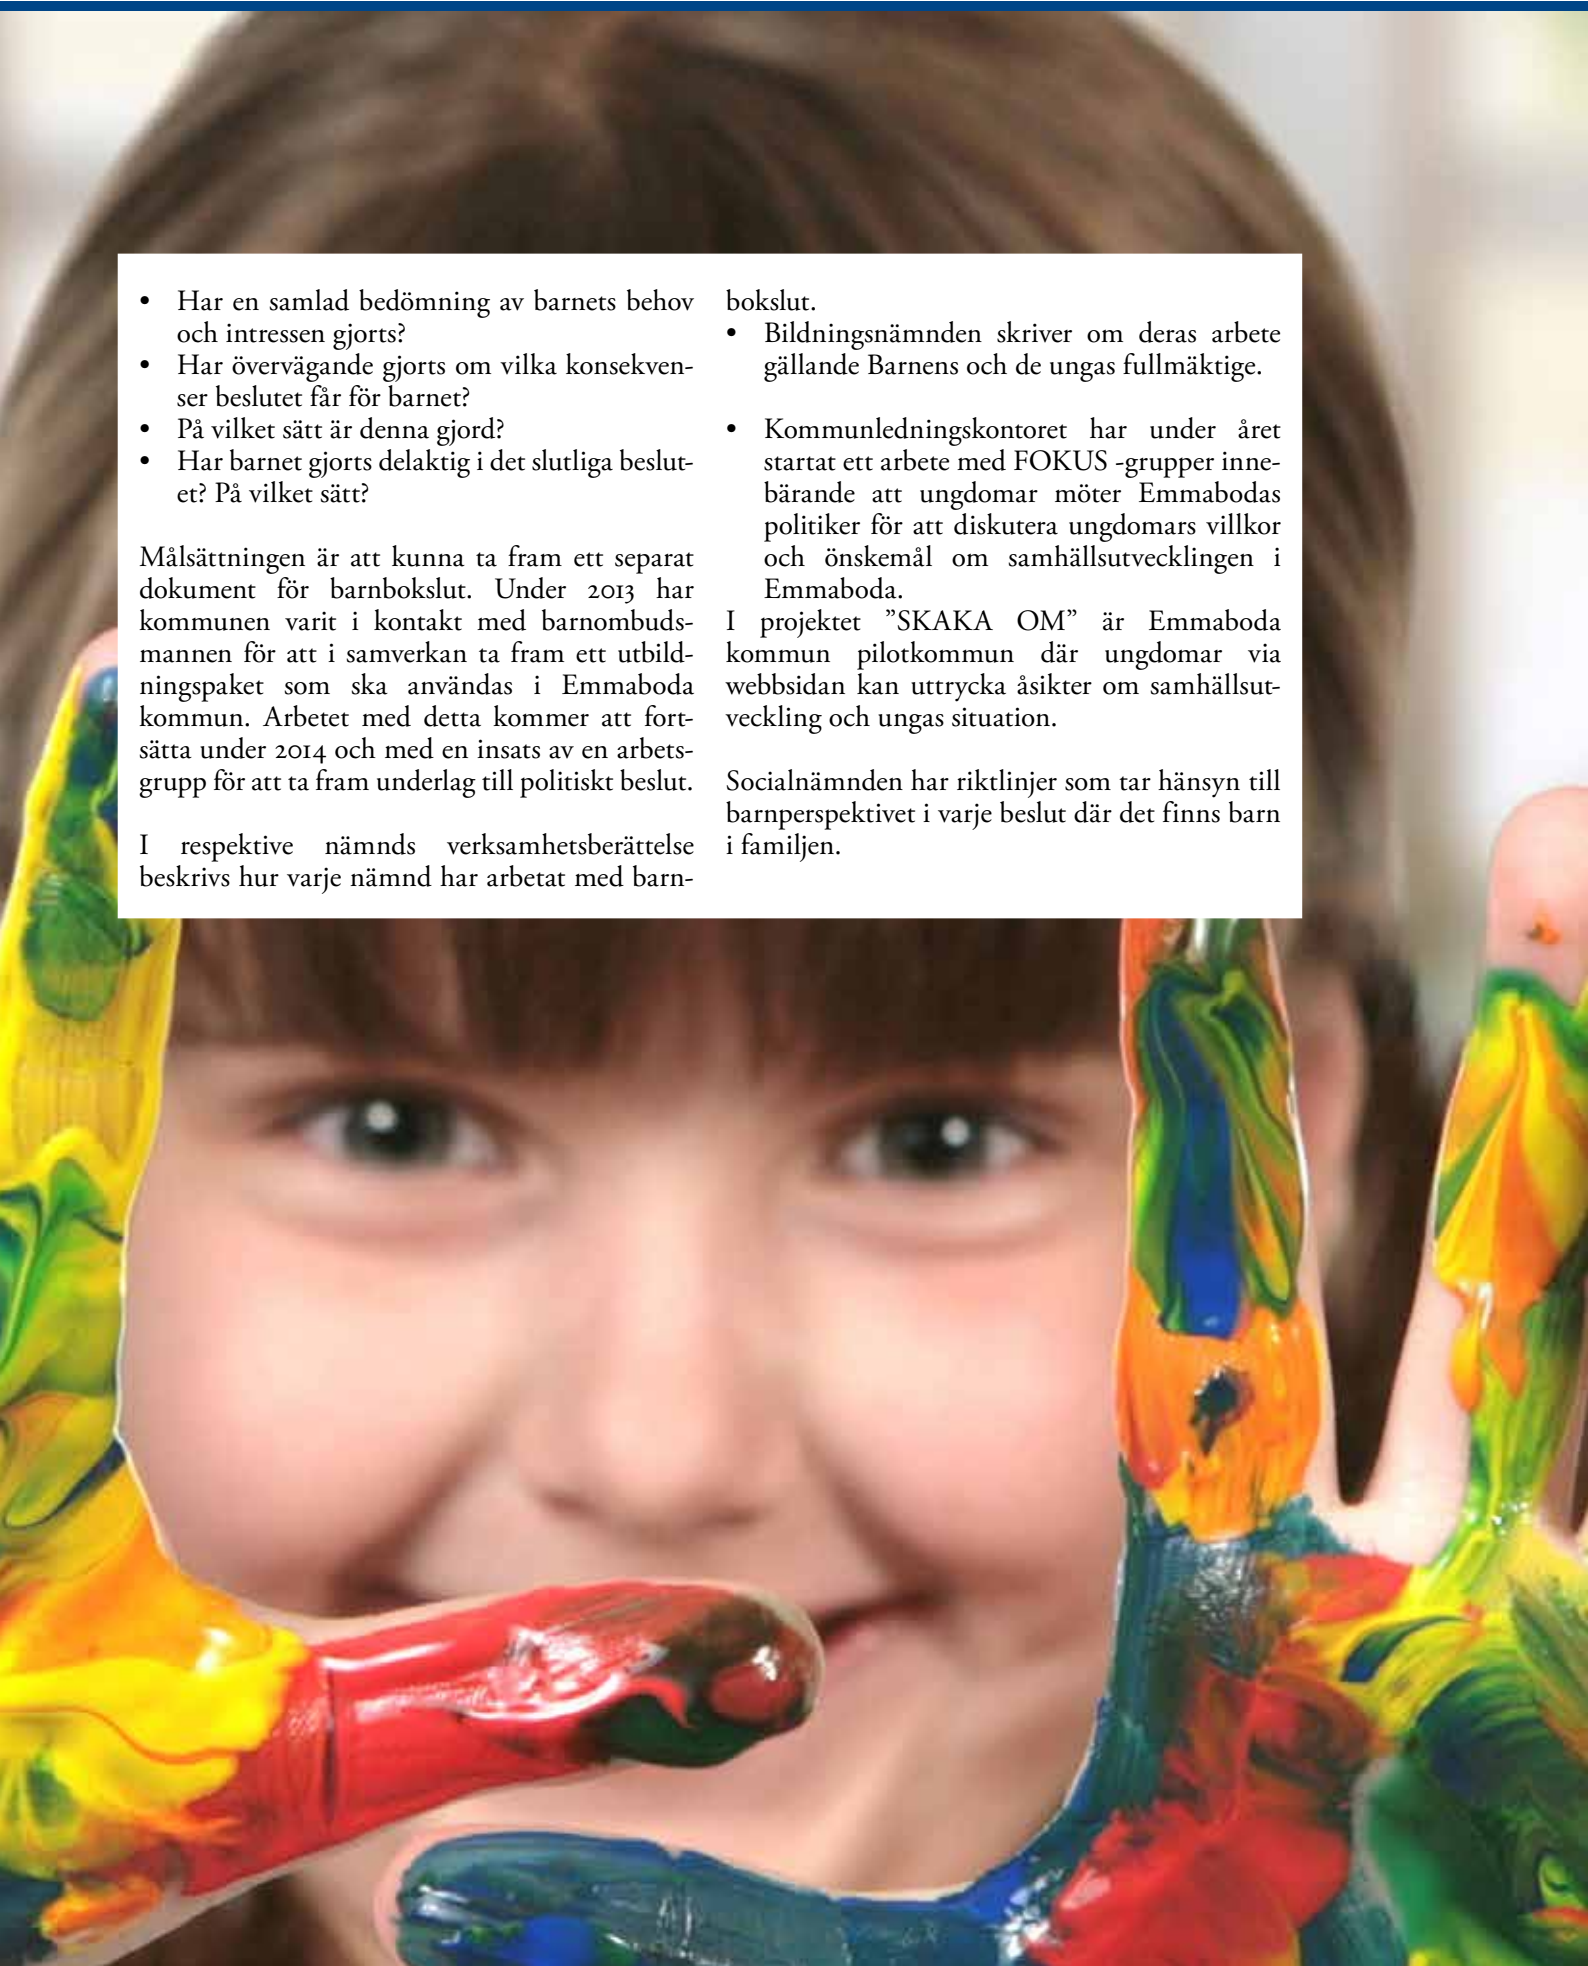 • Har en samlad bedömning av barnets behov
och intressen gjorts?
• Har övervägande gjorts om vilka konsekven-
ser beslutet får för barnet?
• På vilket sätt är denna gjord?
• Har barnet gjorts delaktig i det slutliga beslut-
et? På vilket sätt?
Målsättningen är att kunna ta fram ett separat
dokument för barnbokslut. Under 2013 har
kommunen varit i kontakt med barnombuds-
mannen för att i samverkan ta fram ett utbild-
ningspaket som ska användas i Emmaboda
kommun. Arbetet med detta kommer att fort-
sätta under 2014 och med en insats av en arbets-
grupp för att ta fram underlag till politiskt beslut.
I respektive nämnds verksamhetsberättelse
beskrivs hur varje nämnd har arbetat med barn-
bokslut.
• Bildningsnämnden skriver om deras arbete
gällande Barnens och de ungas fullmäktige.
• Kommunledningskontoret har under året
startat ett arbete med FOKUS -grupper inne-
bärande att ungdomar möter Emmabodas
politiker för att diskutera ungdomars villkor
och önskemål om samhällsutvecklingen i
Emmaboda.
I projektet ”SKAKA OM” är Emmaboda
kommun pilotkommun där ungdomar via
webbsidan kan uttrycka åsikter om samhällsut-
veckling och ungas situation.
Socialnämnden har riktlinjer som tar hänsyn till
barnperspektivet i varje beslut där det finns barn
i familjen.